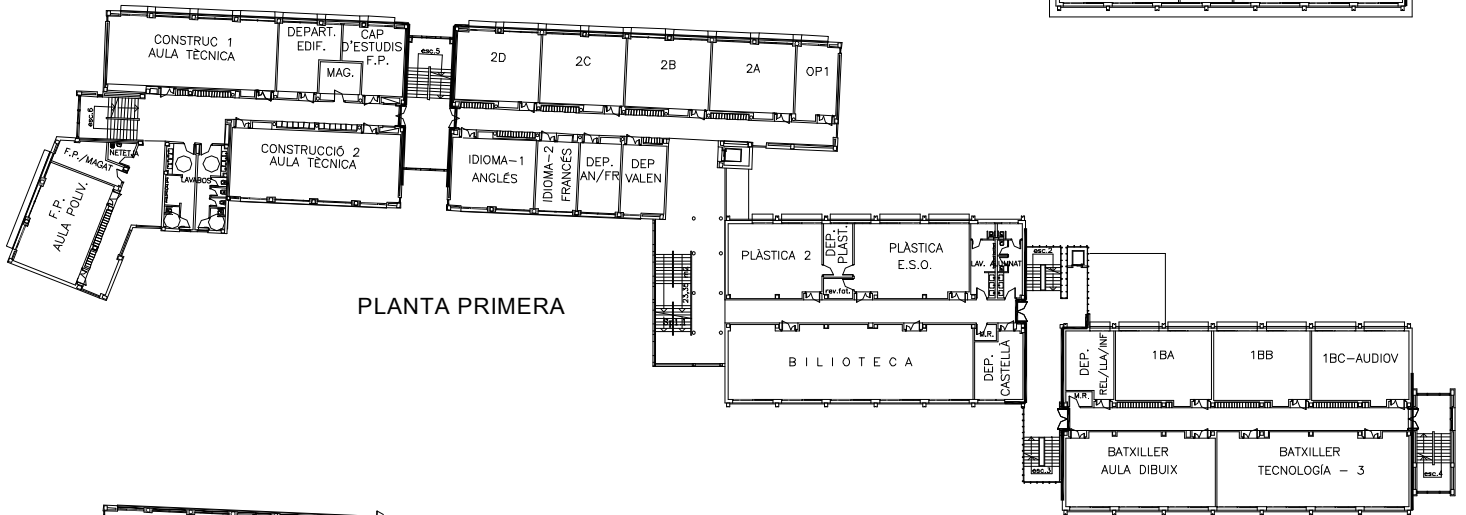 CONSTRUC 1
AULA TÈCNICA
DEPART.
EDIF.
CAP
D'ESTUDIS
F.P.
MAG.
esc.5
2D
2C
2B
2A
OP1
esc.6
F.P./MAGAT
NETETJA
LAVABOS
CONSTRUCCIÓ 2
AULA TÈCNICA
IDIOMA-1
ANGLÉS
IDIOMA-2
FRANCÉS
DEP.
AN/FR
DEP
VALEN
F.P.
AULA POLIV.
PLANTA PRIMERA
PLÀSTICA 2
DEP.
PLAST.
rev.fot.
PLÀSTICA
E.S.O.
LAV. ALUMNAT
esc.2
BILIOTECA
M.R.
DEP.
CASTELLÀ
DEP.
REL/LLA/INF
M.R.
1BA
1BB
1BC-AUDIOV
BATXILLER
AULA DIBUIX
BATXILLER
TECNOLOGÍA - 3
esc.3
esc.4